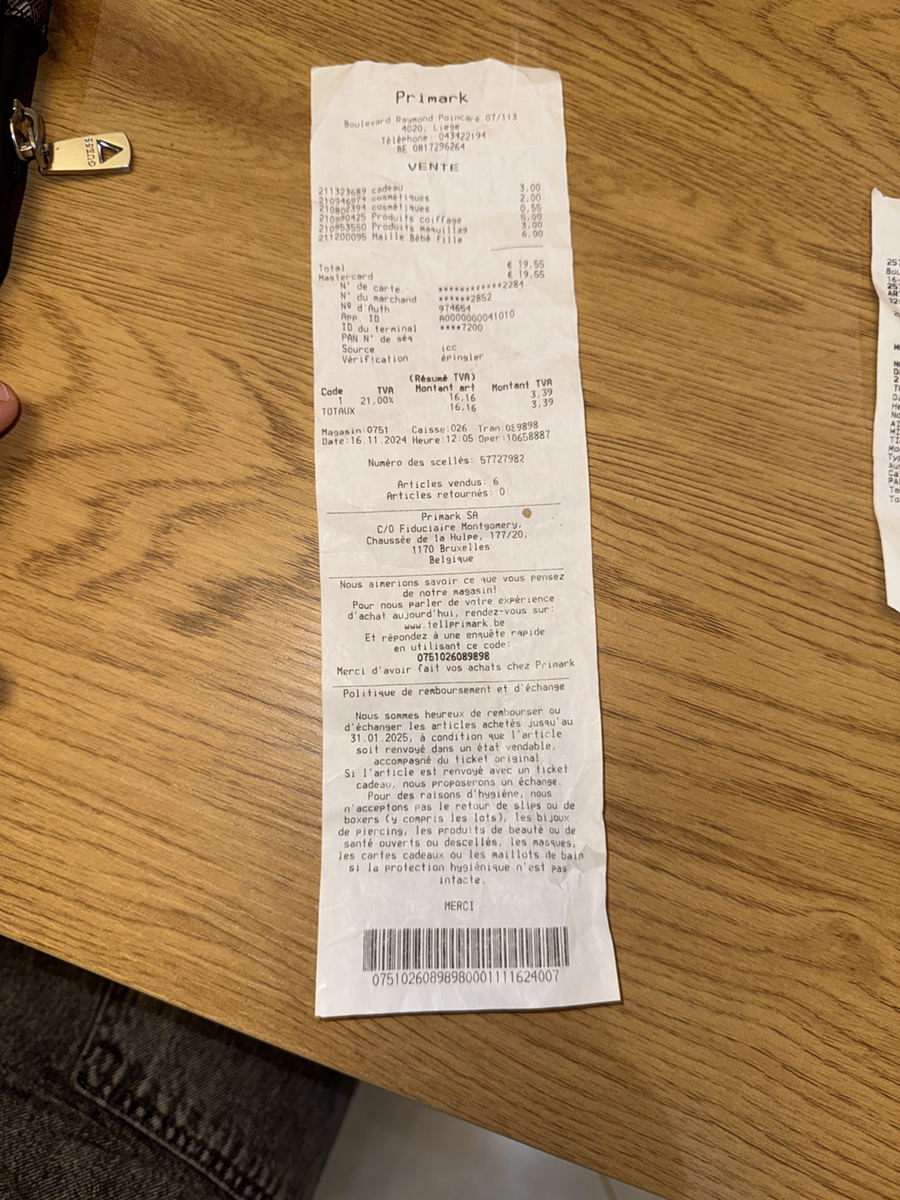 GUESS
Primark
Boulevard Raymond Poincaré 07/113
4020, Liege
Téléphone: 043422194
BE 0817296264
VENTE
211323689 cadeau 3,00
210946974 cosmétiques 2,00
210802394 cosmétiques 0,55
210990425 Produits coiffage 5,00
210953550 Produits maquillag 3,00
211200095 Maille Bébé fille 6,00
Total € 19,55
Mastercard € 19,55
N° de carte. ************2284
N° du marchand ******2852
Nº d'Auth 974654
App. ID A0000000041010
ID du terminal ****7200
PAN N° de séq
Source icc
Vérification épingler
(Résumé TVA)
Code TVA Montant art Montant TVA
1 21,00% 16,16 3,39
TOTAUX 16,16 3,39
Magasin:0751 Caisse:026 Tran:089898
Date:16.11.2024 Heure:12:05 Oper:10658887
Numéro des scellés: 57727982
Articles vendus: 6
Articles retournés: 0
Primark SA
C/O Fiduciaire Montgomery,
Chaussée de la Hulpe, 177/20,
1170 Bruxelles
Belgique
Nous aimerions savoir ce que vous pensez
de notre magasin!
Pour nous parler de votre expérience
d'achat aujourd'hui, rendez-vous sur:
www.tellprimark.be
Et répondez à une enquête rapide
en utilisant ce code:
0751026089898
Merci d'avoir fait vos achats chez Primark
Politique de remboursement et d'échange
Nous sommes heureux de rembourser ou
d'échanger les articles achetés jusqu'au
31.01.2025, à condition que l'article
soit renvoyé dans un état vendable,
accompagné du ticket original.
Si l'article est renvoyé avec un ticket
cadeau, nous proposerons un échange.
Pour des raisons d'hygiène, nous
n'acceptons pas le retour de slips ou de
boxers (y compris les lots), les bijoux
de piercing, les produits de beauté ou de
santé ouverts ou descellés, les masques,
les cartes cadeaux ou les maillots de bain
si la protection hygiénique n'est pas
intacte.
MERCI
07510260898980001111624007